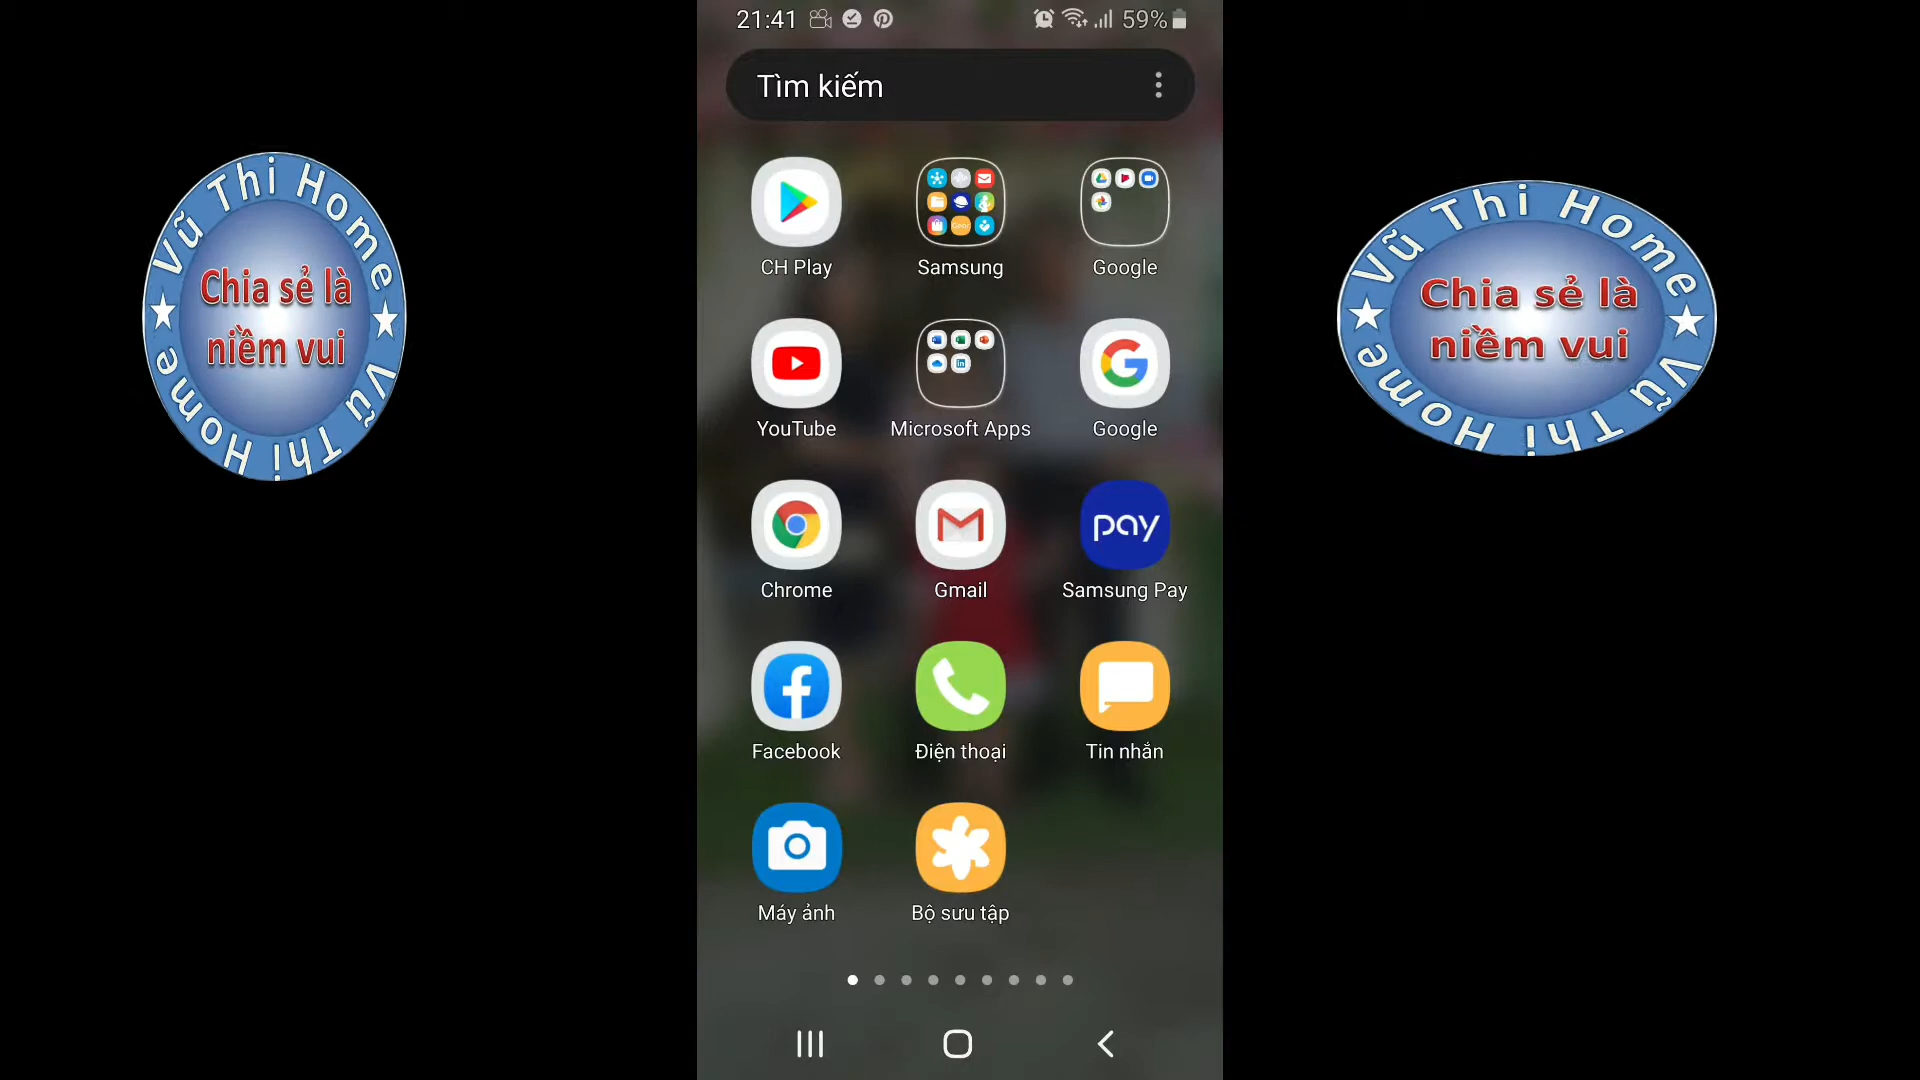 21:41
59%
Tìm kiếm
CH Play
Samsung
Google
YouTube
Microsoft Apps
Google
Chrome
Gmail
pay
Samsung Pay
Facebook
Điện thoại
Tin nhắn
Máy ảnh
Bộ sưu tập
Vũ Thi Home
Chia sẻ là
niềm vui
Vũ Thi Home
Vũ Thi Home
Chia sẻ là
niềm vui
Vũ Thi Home